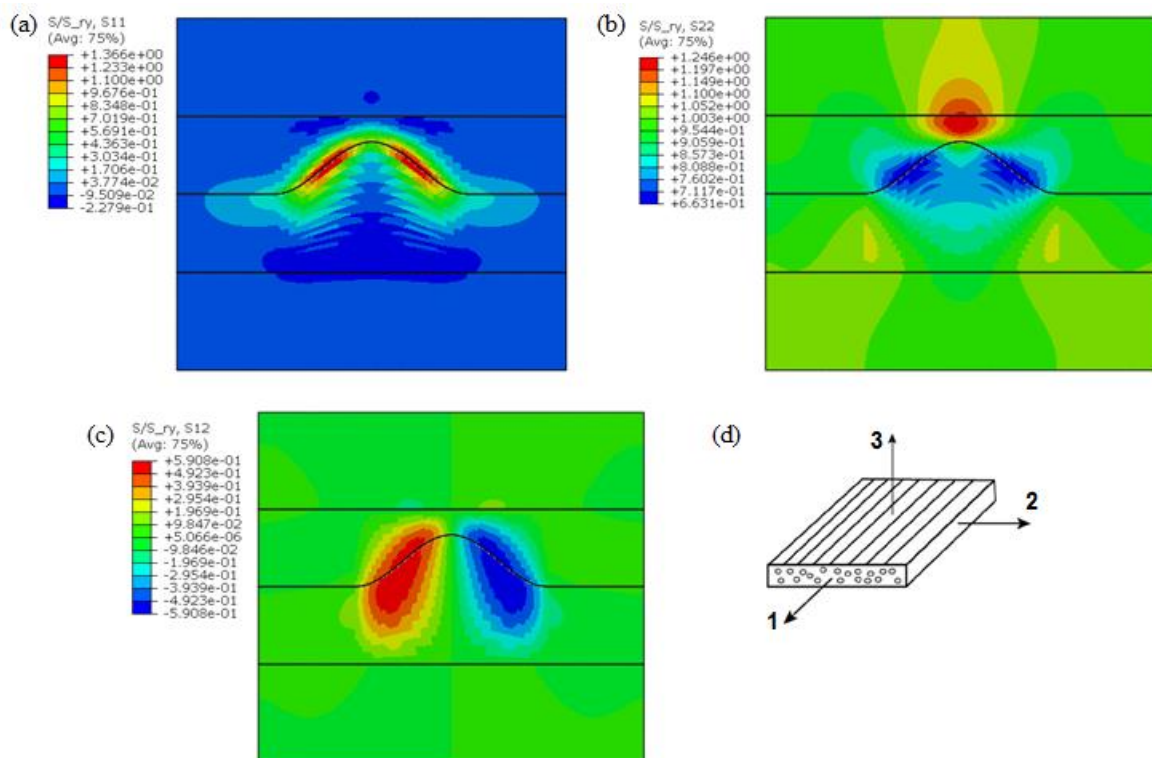 (a)
S/S_ry, S11
(Avg: 75%)
+1.366e+00
+1.233e+00
+1.100e+00
+9.676e-01
+8.348e-01
+7.019e-01
+5.691e-01
+4.363e-01
+3.034e-01
+1.706e-01
+3.774e-02
-9.509e-02
-2.279e-01
(b)
S/S_ry, S22
(Avg: 75%)
+1.246e+00
+1.197e+00
+1.149e+00
+1.100e+00
+1.052e+00
+1.003e+00
+9.544e-01
+9.059e-01
+8.573e-01
+8.088e-01
+7.602e-01
+7.117e-01
+6.631e-01
(c)
S/S_ry, S12
(Avg: 75%)
+5.908e-01
+4.923e-01
+3.939e-01
+2.954e-01
+1.969e-01
+9.847e-02
+5.066e-06
-9.846e-02
-1.969e-01
-2.954e-01
-3.939e-01
-4.923e-01
-5.908e-01
(d)
3
2
1